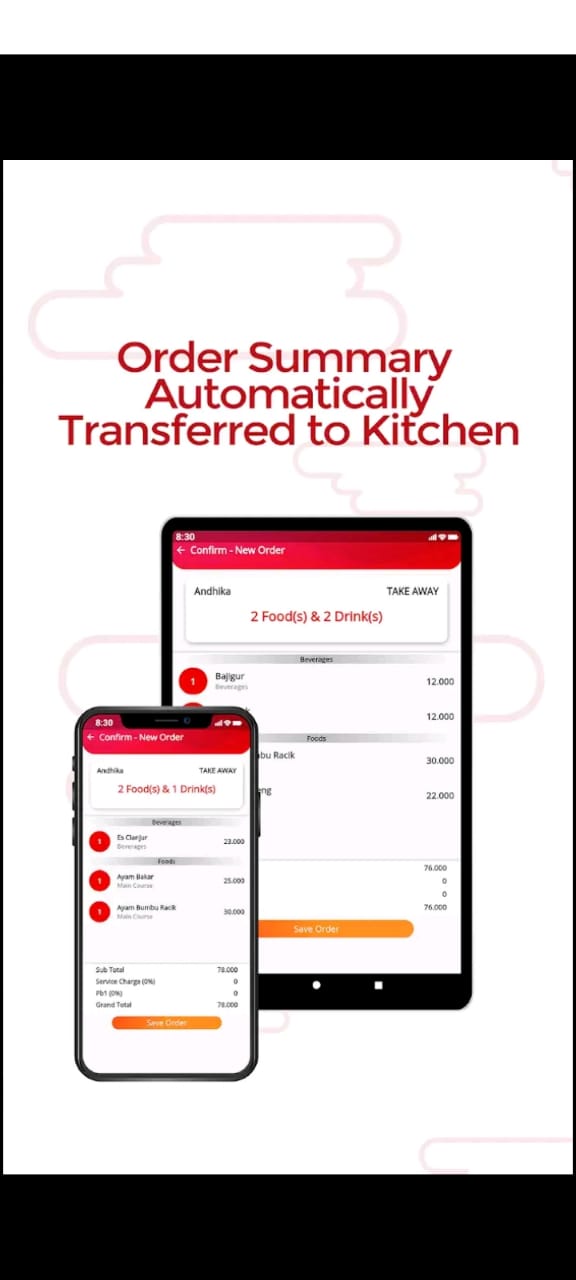 Order Summary
Automatically
Transferred to Kitchen
8:30
Confirm - New Order
Andhika TAKE AWAY
2 Food(s) & 2 Drink(s)
Beverages
1 Bajigur 12.000
Beverages
12.000
Foods
bu Racik 30.000
ng 22.000
76.000
0
0
76.000
Save Order
8:30
Confirm - New Order
Andhika TAKE AWAY
2 Food(s) & 1 Drink(s)
Beverages
1 Es Cianjur 23.000
Beverages
Foods
1 Ayam Bakar 25.000
Main Course
1 Ayam Bumbu Racik 30.000
Main Course
Sub Total 78.000
Service Charge (0%) 0
Pb1 (0%) 0
Grand Total 78.000
Save Order